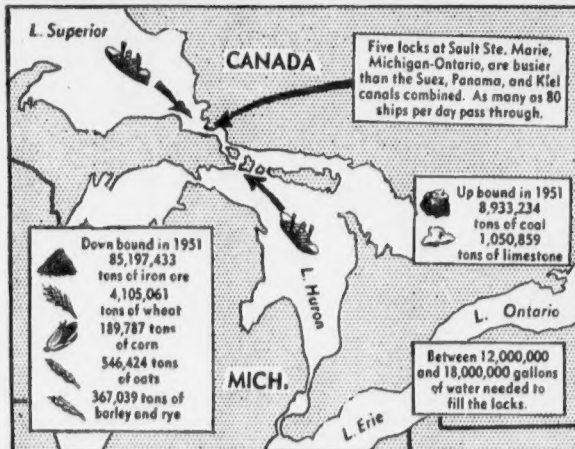 L. Superior
CANADA
Five locks at Sault Ste. Marie,
Michigan-Ontario, are busier
than the Suez, Panama, and Kiel
canals combined. As many as 80
ships per day pass through.
Down bound in 1951
85,197,433
tons of iron ore
4,105,061
tons of wheat
189,787 tons
of corn
546,424 tons
of oats
367,039 tons of
barley and rye
L. Huron
MICH.
Up bound in 1951
8,933,234
tons of coal
1,050,859
tons of limestone
L. Ontario
Between 12,000,000
and 18,000,000 gallons
of water needed to
fill the locks.
L. Erie